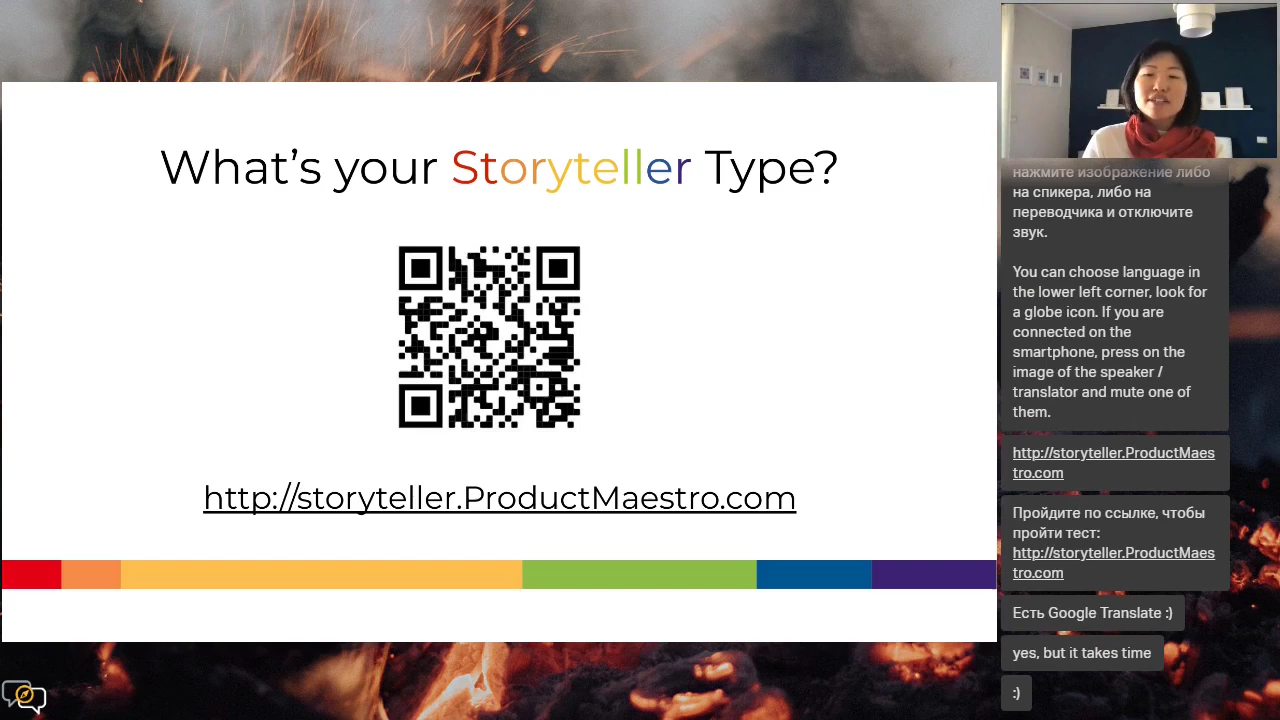 What's your Storyteller Type?
http://storyteller.ProductMaestro.com
нажмите изображение либо
на спикера, либо на
переводчика и отключите
звук.
You can choose language in
the lower left corner, look for
a globe icon. If you are
connected on the
smartphone, press on the
image of the speaker /
translator and mute one of
them.
http://storyteller.ProductMaes
tro.com
Пройдите по ссылке, чтобы
пройти тест:
http://storyteller.ProductMaes
tro.com
Есть Google Translate :)
yes, but it takes time
:)